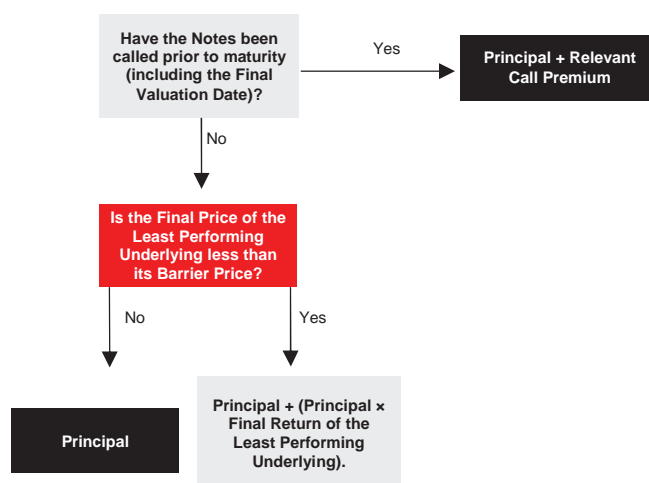 Have the Notes been
called prior to maturity
(including the Final
Valuation Date)?
Yes
Principal + Relevant
Call Premium
No
Is the Final Price of the
Least Performing
Underlying less than
its Barrier Price?
No
Yes
Principal
Principal + (Principal ×
Final Return of the
Least Performing
Underlying).